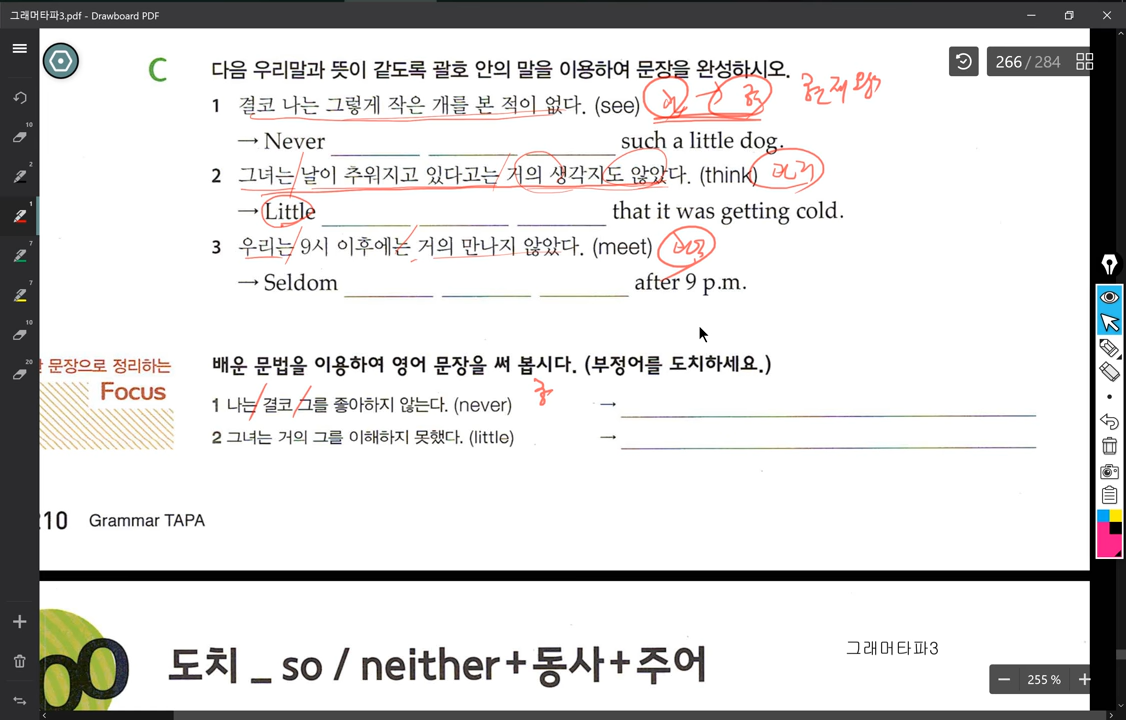 그래머타파3.pdf - Drawboard PDF
266 / 284
C 다음 우리말과 뜻이 같도록 괄호 안의 말을 이용하여 문장을 완성하시오.
1 결코 나는 그렇게 작은 개를 본 적이 없다. (see)
→ Never such a little dog.
2 그녀는 날이 추워지고 있다고는 거의 생각지도 않았다. (think)
→ Little that it was getting cold.
3 우리는 9시 이후에는 거의 만나지 않았다. (meet)
→ Seldom after 9 p.m.
문장으로 정리하는
Focus
배운 문법을 이용하여 영어 문장을 써 봅시다. (부정어를 도치하세요.)
1 나는 결코 그를 좋아하지 않는다. (never) →
2 그녀는 거의 그를 이해하지 못했다. (little) →
210 Grammar TAPA
도치 _ so / neither+동사+주어
그래머타파3
255 %